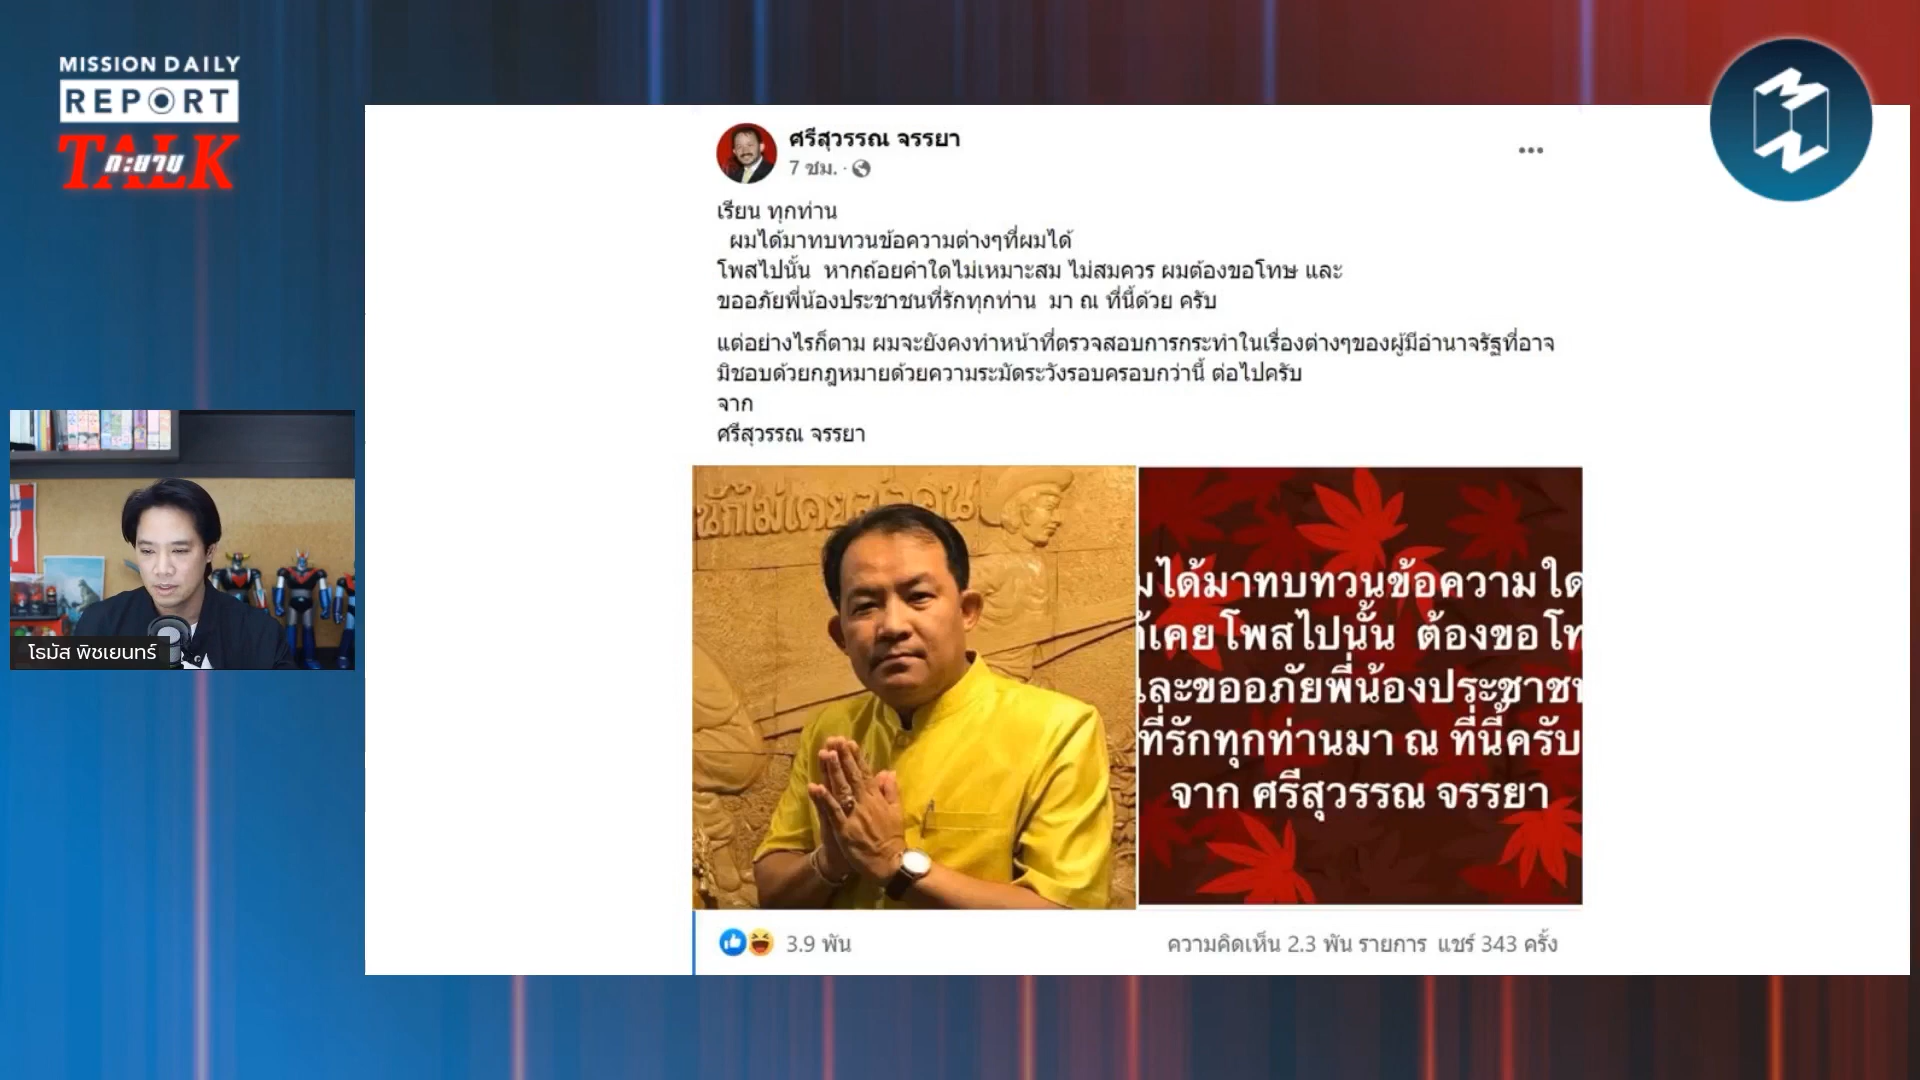 MISSION DAILY
REPORT
TALK
กะยาย
ศรีสุวรรณ จรรยา
7 ชม. ·
เรียน ทุกท่าน
ผมได้มาทบทวนข้อความต่างๆที่ผมได้
โพสไปนั้น หากถ้อยคำใดไม่เหมาะสม ไม่สมควร ผมต้องขอโทษ และ
ขออภัยพี่น้องประชาชนที่รักทุกท่าน มา ณ ที่นี้ด้วย ครับ
แต่อย่างไรก็ตาม ผมจะยังคงทำหน้าที่ตรวจสอบการกระทำในเรื่องต่างๆของผู้มีอำนาจรัฐที่อาจ
มิชอบด้วยกฎหมายด้วยความระมัดระวังรอบครอบกว่านี้ ต่อไปครับ
จาก
ศรีสุวรรณ จรรยา
โธมัส พิชเยนทร์
นักไม่เคย
มได้มาทบทวนข้อความใด
เคยโพสไปนั้น ต้องขอโท
และขออภัยพี่น้องประชาช
ที่รักทุกท่านมา ณ ที่นี้ครับ
จาก ศรีสุวรรณ จรรยา
3.9 พัน
ความคิดเห็น 2.3 พัน รายการ แชร์ 343 ครั้ง